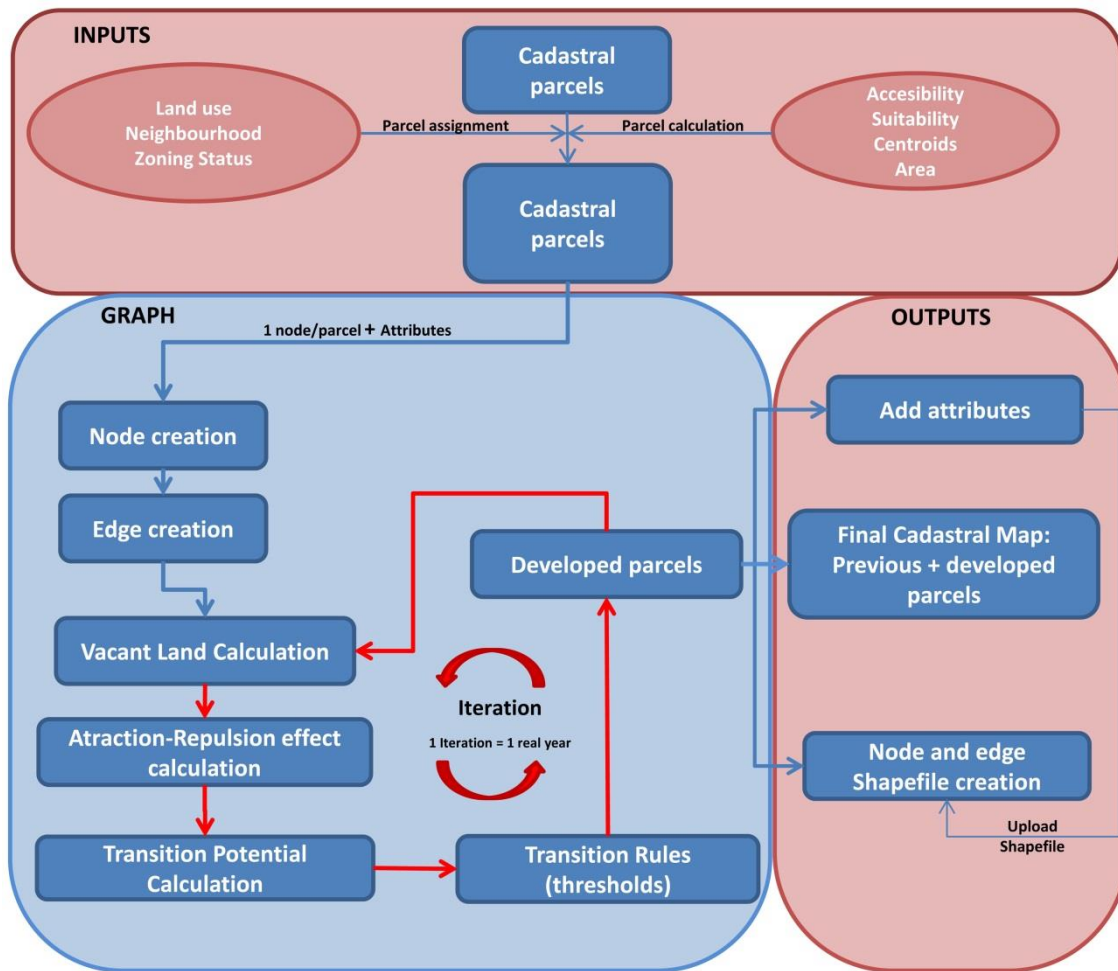 INPUTS
Cadastral
parcels
Land use
Neighbourhood
Zoning Status
Parcel assignment
Parcel calculation
Accesibility
Suitability
Centroids
Area
Cadastral
parcels
GRAPH
1 node/parcel + Attributes
Node creation
Edge creation
Vacant Land Calculation
Atraction-Repulsion effect
calculation
Transition Potential
Calculation
Transition Rules
(thresholds)
Developed parcels
Iteration
1 Iteration = 1 real year
OUTPUTS
Add attributes
Final Cadastral Map:
Previous + developed
parcels
Node and edge
Shapefile creation
Upload
Shapefile